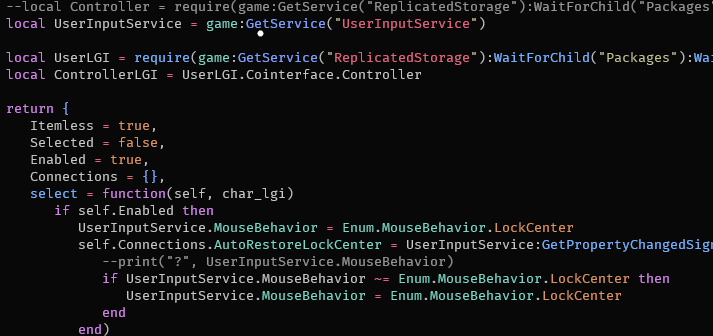 --local Controller = require(game:GetService("ReplicatedStorage"):WaitForChild("Packages
local UserInputService = game:GetService("UserInputService")
local UserLGI = require(game:GetService("ReplicatedStorage"):WaitForChild("Packages"):Wai
local ControllerLGI = UserLGI.Cointerface.Controller
return {
Itemless = true,
Selected = false,
Enabled = true,
Connections = {},
select = function(self, char_lgi)
if self.Enabled then
UserInputService.MouseBehavior = Enum.MouseBehavior.LockCenter
self.Connections.AutoRestoreLockCenter = UserInputService:GetPropertyChangedSign
--print("?", UserInputService.MouseBehavior)
if UserInputService.MouseBehavior ~= Enum.MouseBehavior.LockCenter then
UserInputService.MouseBehavior = Enum.MouseBehavior.LockCenter
end
end)